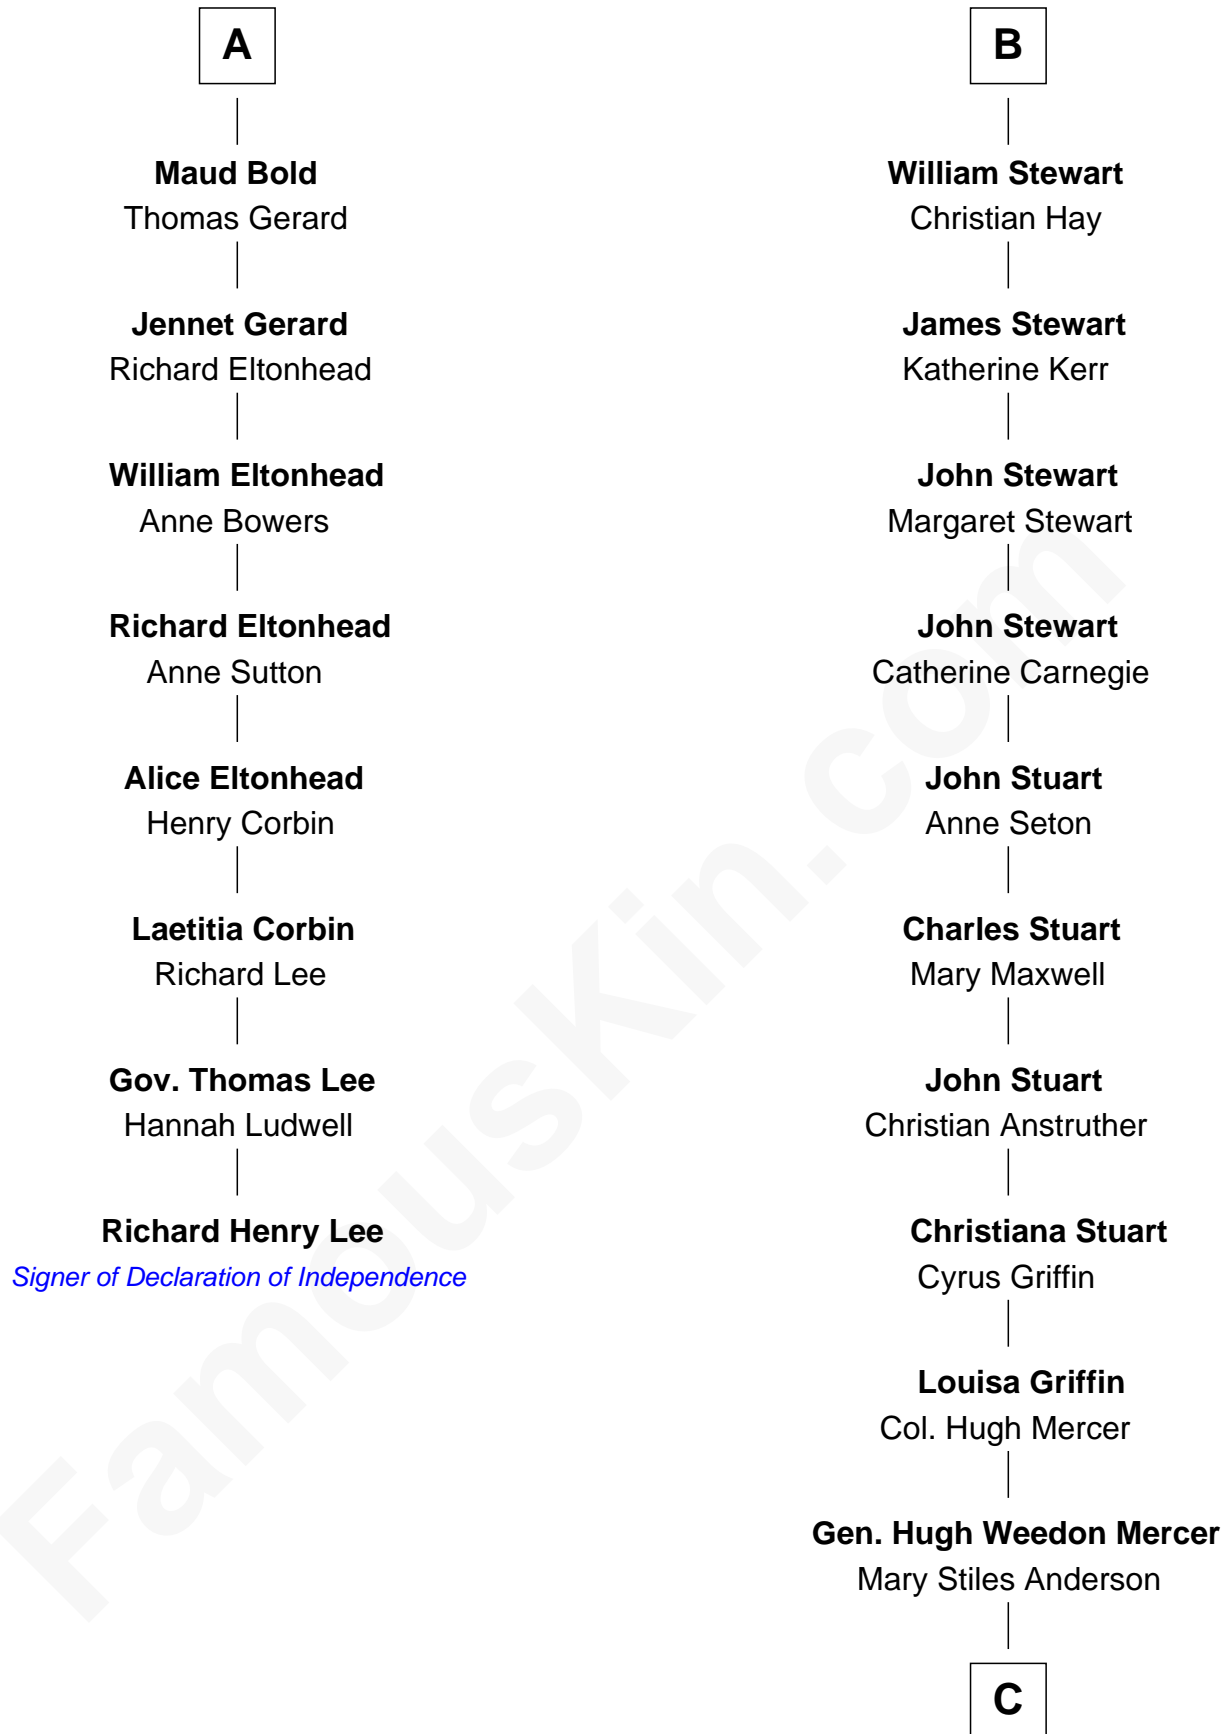 A
Maud Bold
Thomas Gerard
Jennet Gerard
Richard Eltonhead
William Eltonhead
Anne Bowers
Richard Eltonhead
Anne Sutton
Alice Eltonhead
Henry Corbin
Laetitia Corbin
Richard Lee
Gov. Thomas Lee
Hannah Ludwell
Richard Henry Lee
Signer of Declaration of Independence
B
William Stewart
Christian Hay
James Stewart
Katherine Kerr
John Stewart
Margaret Stewart
John Stewart
Catherine Carnegie
John Stuart
Anne Seton
Charles Stuart
Mary Maxwell
John Stuart
Christian Anstruther
Christiana Stuart
Cyrus Griffin
Louisa Griffin
Col. Hugh Mercer
Gen. Hugh Weedon Mercer
Mary Stiles Anderson
C
FamousKin.com